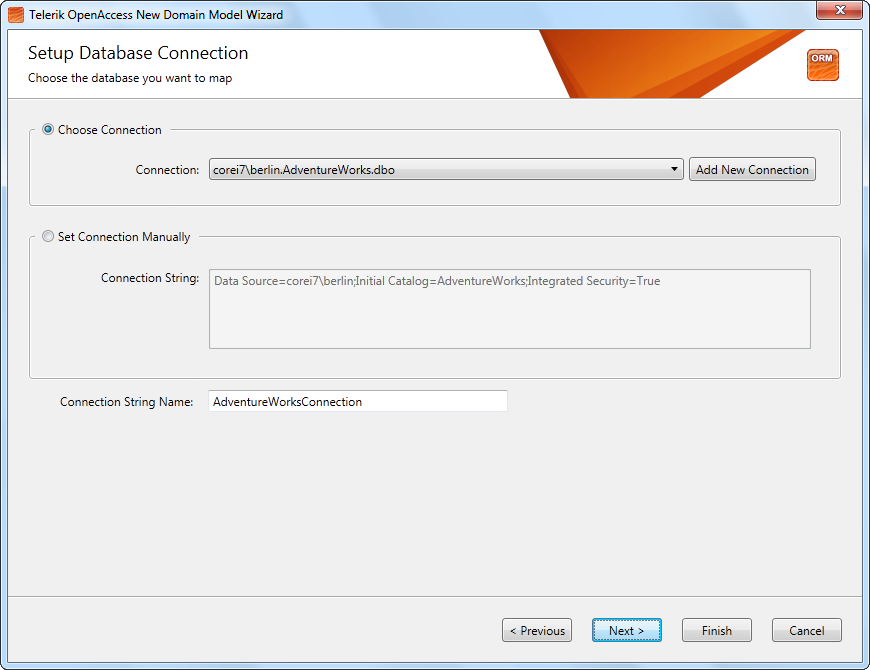 Telerik OpenAccess New Domain Model Wizard
Setup Database Connection
Choose the database you want to map
ORM
Choose Connection
Connection: corei7\berlin.AdventureWorks.dbo Add New Connection
Set Connection Manually
Connection String: Data Source=corei7\berlin;Initial Catalog=AdventureWorks;Integrated Security=True
Connection String Name: AdventureWorksConnection
< Previous Next > Finish Cancel